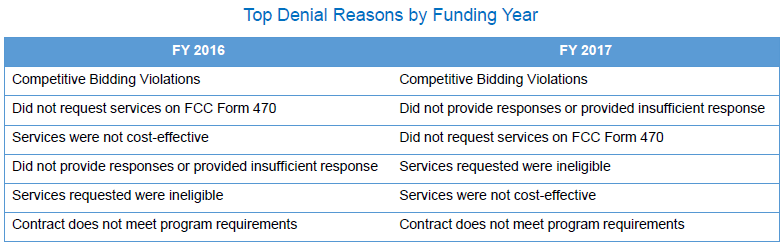 Top Denial Reasons by Funding Year
FY 2016 FY 2017
Competitive Bidding Violations Competitive Bidding Violations
Did not request services on FCC Form 470 Did not provide responses or provided insufficient response
Services were not cost-effective Did not request services on FCC Form 470
Did not provide responses or provided insufficient response Services requested were ineligible
Services requested were ineligible Services were not cost-effective
Contract does not meet program requirements Contract does not meet program requirements